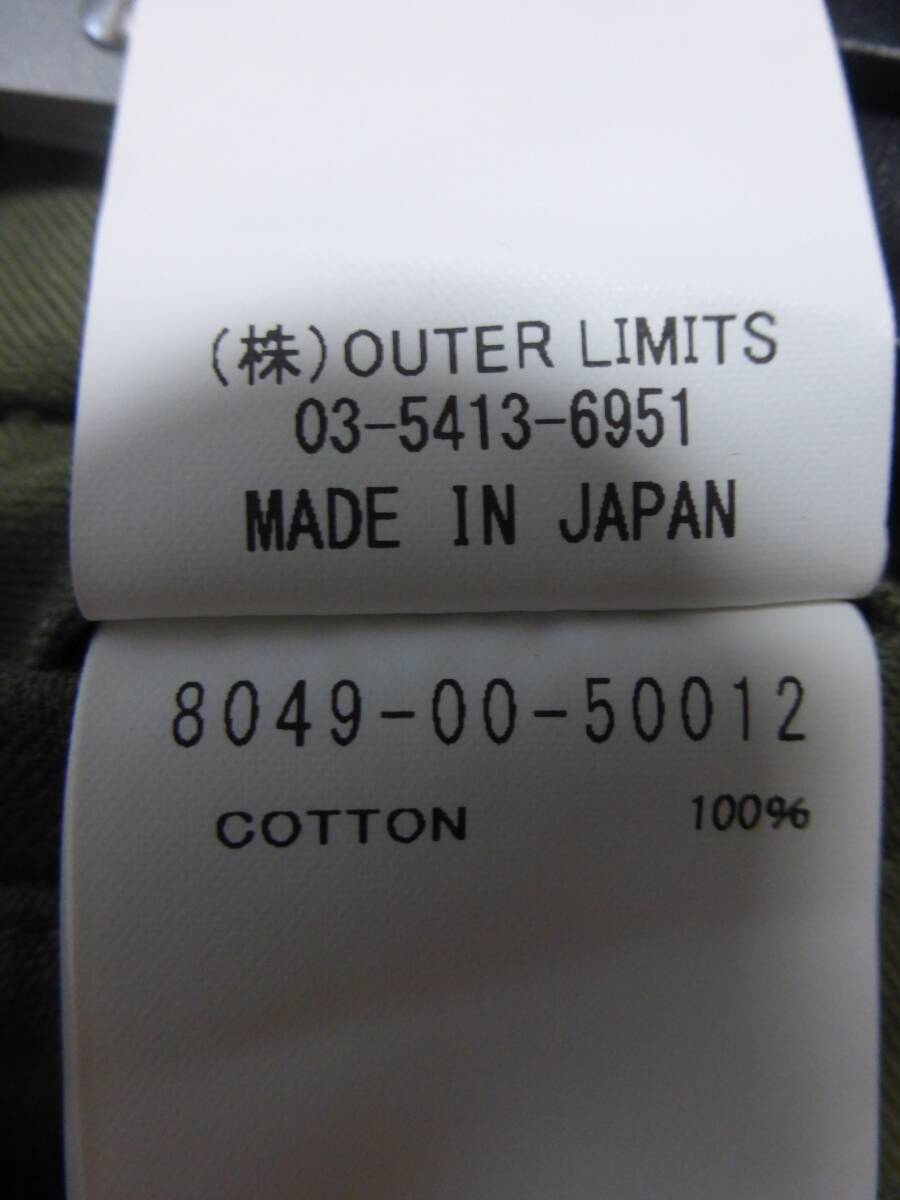 (株)OUTER LIMITS
03-5413-6951
MADE IN JAPAN
8049-00-50012
COTTON 100%